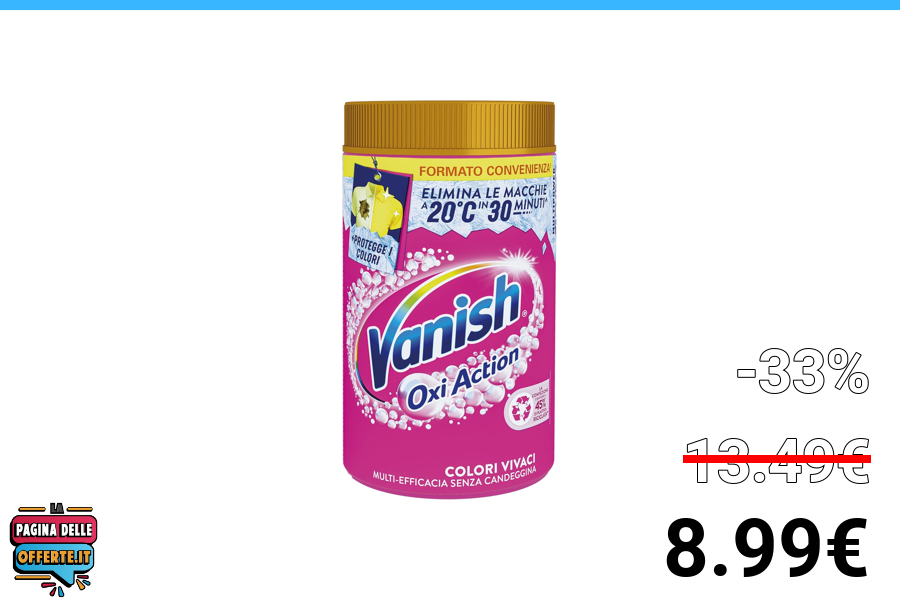 FORMATO CONVENIENZA
ELIMINA LE MACCHIE
A 20°C IN 30 MINUTI
+PROTEGGE I
COLORI
Vanish®
Oxi Action
45%
COLORI VIVACI
MULTI-EFFICACIA SENZA CANDEGGINA
-33%
13.49€
8.99€
LA
PAGINA DELLE
OFFERTE.IT